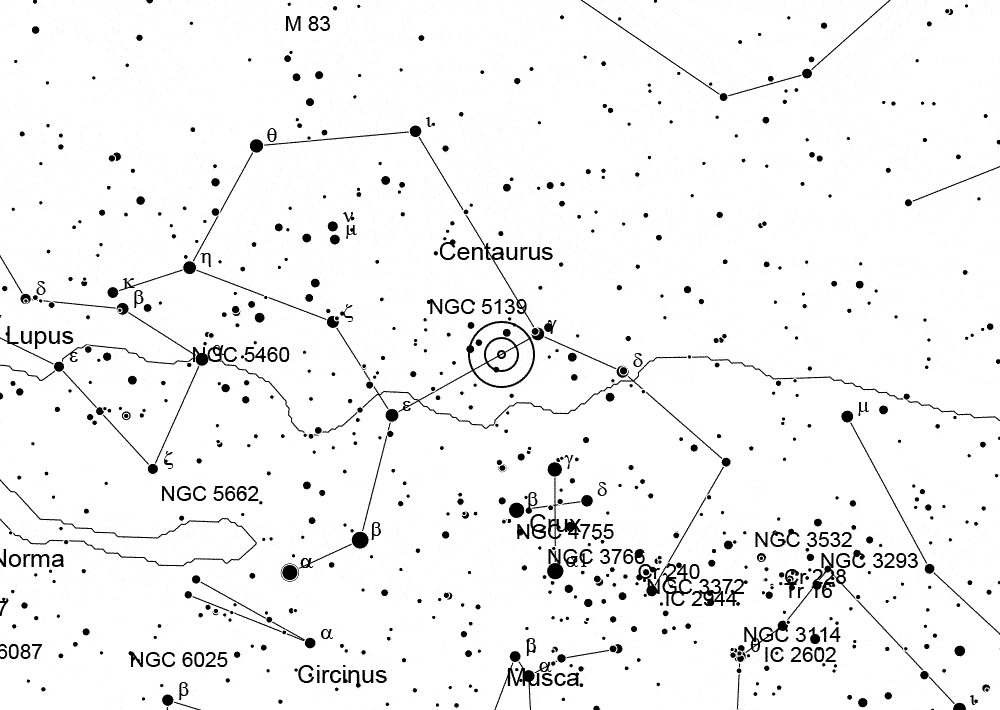 M 83
θ
ι
ν
μ
η
Centaurus
κ
δ
β
NGC 5139
ζ
γ
Lupus
α
NGC 5460
ε
δ
ε
μ
ζ
γ
NGC 5662
β
δ
Crux
NGC 4755
β
NGC 3532
Norma
α
NGC 3766
α1
NGC 3293
Cr 240
Cr 228
NGC 3372
Tr 16
IC 2944
7
α
NGC 3114
6087
NGC 6025
β
θ
IC 2602
α
Circinus
Musca
β
ι